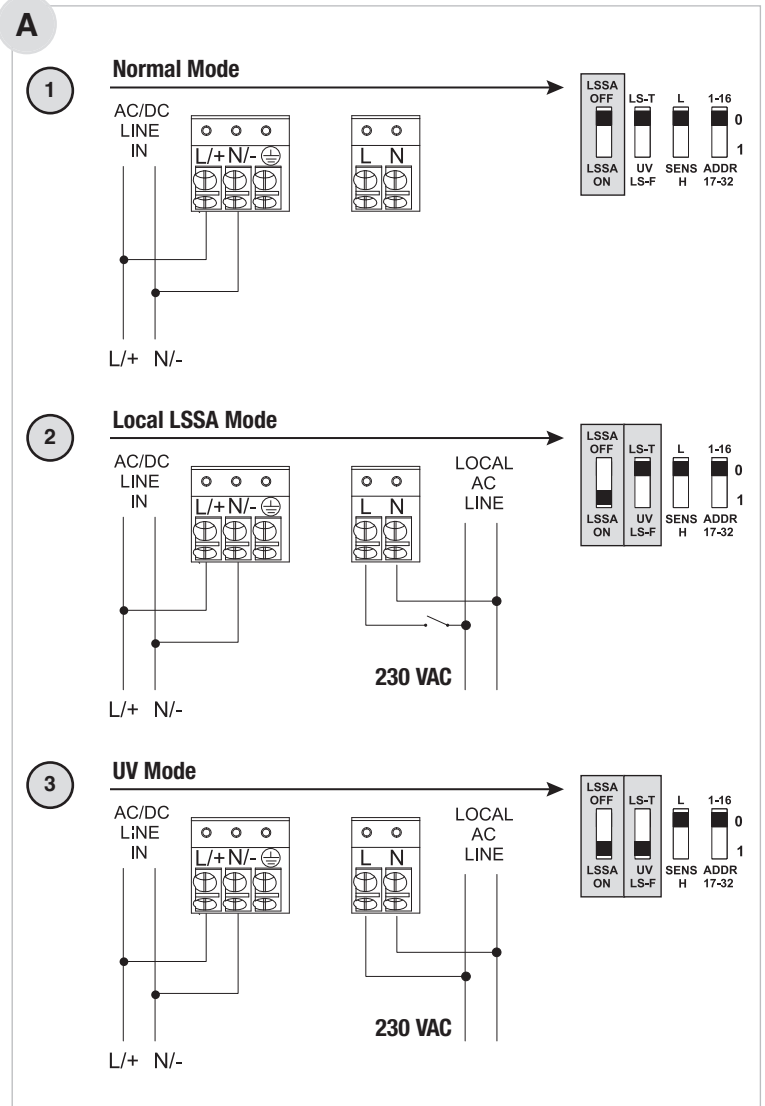 A
1
Normal Mode
AC/DC
LINE
IN
L/+ N/-
L N
L/+ N/-
LSSA
OFF
LS-T
L
1-16
0
1
LSSA
ON
UV
LS-F
SENS
H
ADDR
17-32
2
Local LSSA Mode
AC/DC
LINE
IN
L/+ N/-
L N
LOCAL
AC
LINE
230 VAC
L/+ N/-
LSSA
OFF
LS-T
L
1-16
0
1
LSSA
ON
UV
LS-F
SENS
H
ADDR
17-32
3
UV Mode
AC/DC
LINE
IN
L/+ N/-
L N
LOCAL
AC
LINE
230 VAC
L/+ N/-
LSSA
OFF
LS-T
L
1-16
0
1
LSSA
ON
UV
LS-F
SENS
H
ADDR
17-32